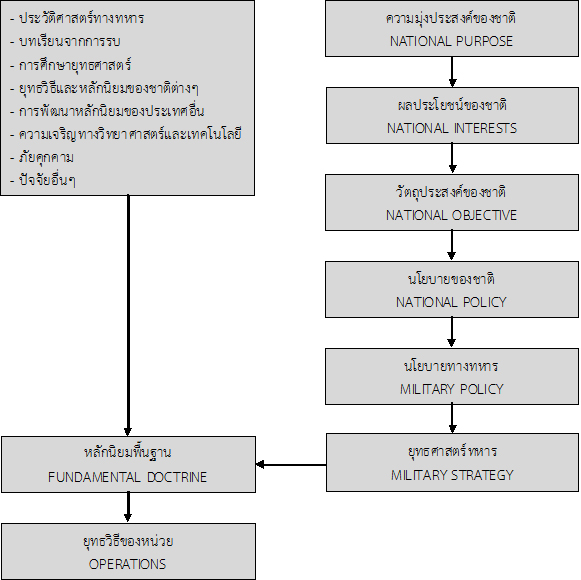 - ประวัติศาสตร์ทางทหาร
- บทเรียนจากการรบ
- การศึกษายุทธศาสตร์
- ยุทธวิธีและหลักนิยมของชาติต่างๆ
- การพัฒนาหลักนิยมของประเทศอื่น
- ความเจริญทางวิทยาศาสตร์และเทคโนโลยี
- ภัยคุกคาม
- ปัจจัยอื่นๆ
ความมุ่งประสงค์ของชาติ
NATIONAL PURPOSE
ผลประโยชน์ของชาติ
NATIONAL INTERESTS
วัตถุประสงค์ของชาติ
NATIONAL OBJECTIVE
นโยบายของชาติ
NATIONAL POLICY
นโยบายทางทหาร
MILITARY POLICY
ยุทธศาสตร์ทหาร
MILITARY STRATEGY
หลักนิยมพื้นฐาน
FUNDAMENTAL DOCTRINE
ยุทธวิธีของหน่วย
OPERATIONS